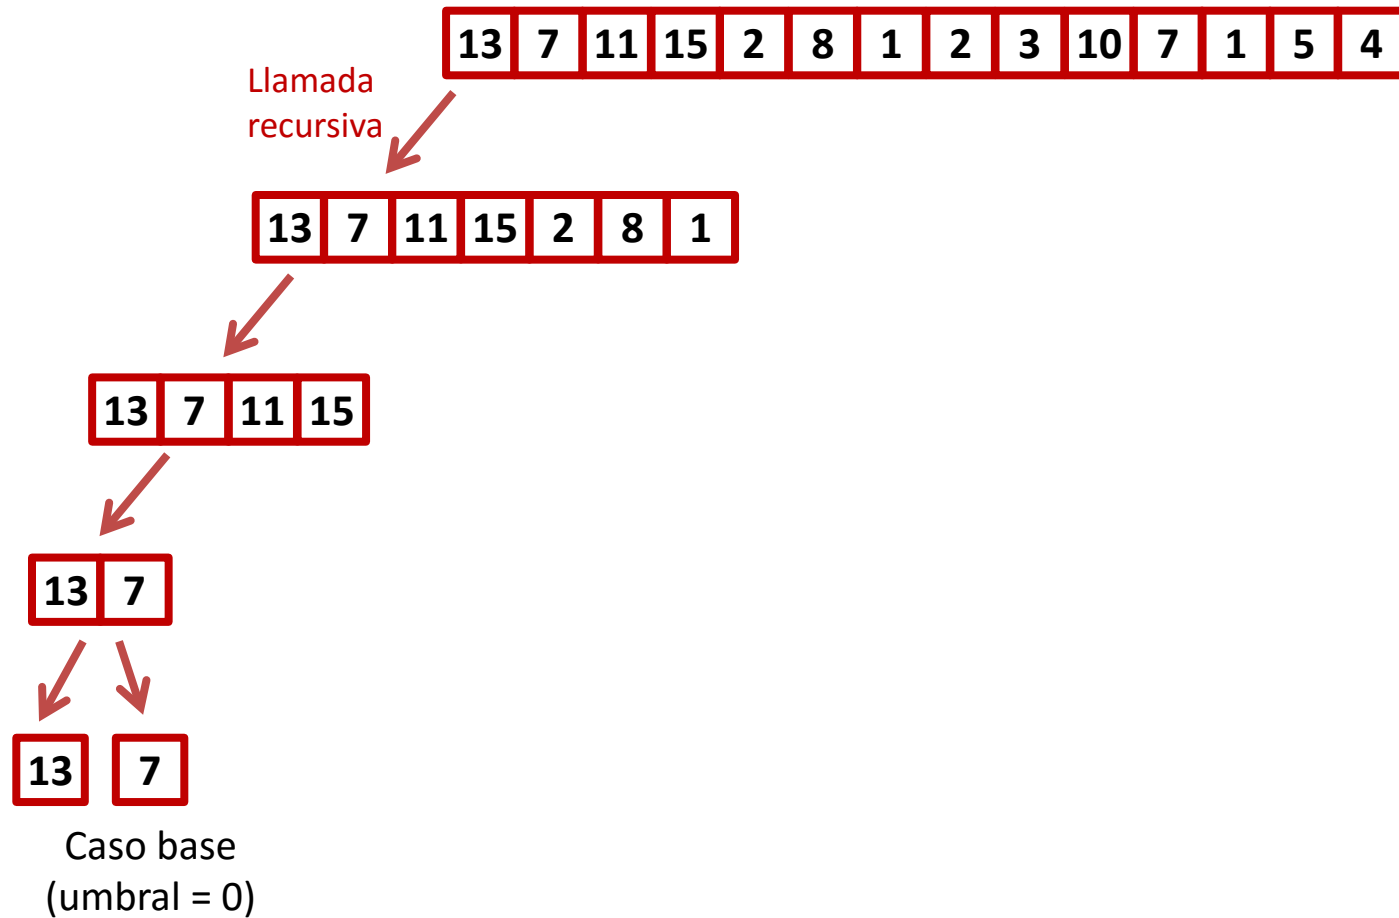 13 7 11 15 2 8 1 2 3 10 7 1 5 4
Llamada
recursiva
13 7 11 15 2 8 1
13 7 11 15
13 7
13 7
Caso base
(umbral = 0)